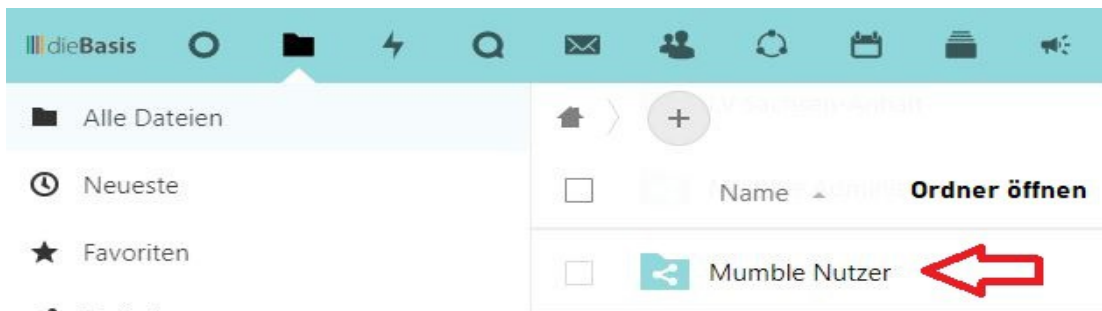 dieBasis
Alle Dateien
Neueste
Name Ordner öffnen
Favoriten
Mumble Nutzer